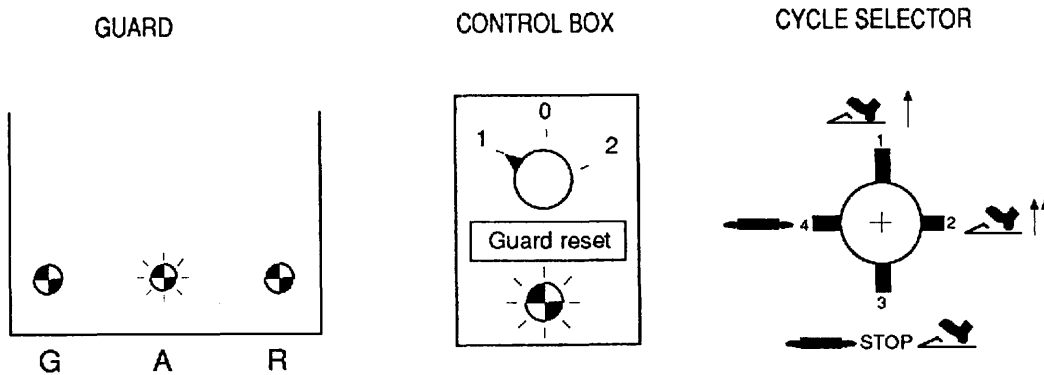 GUARD
CONTROL BOX
CYCLE SELECTOR
0
1
2
Guard reset
G A R
1
4
2
3
STOP